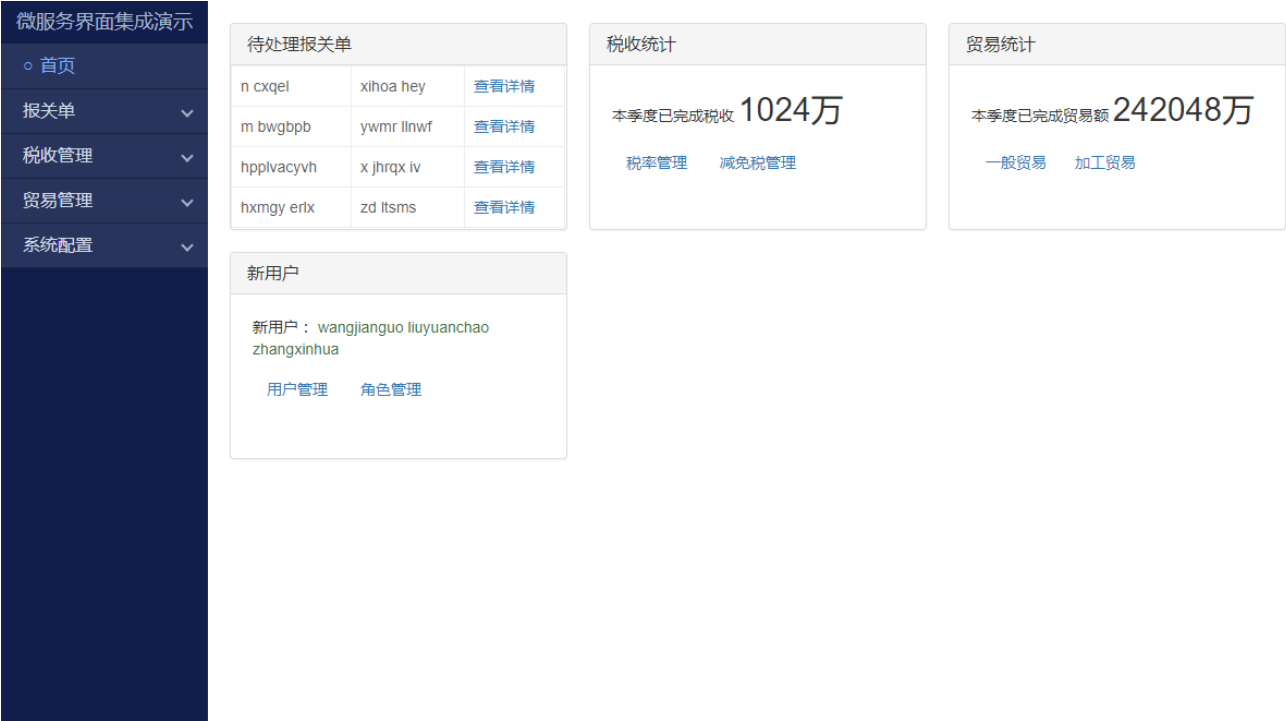 微服务界面集成演示
首页
报关单
税收管理
贸易管理
系统配置
待处理报关单
n cxqel xihoa hey 查看详情
m bwgbpb ywmr llnwf 查看详情
hpplvacyvh x jhrqx iv 查看详情
hxmgy erlx zd ltsms 查看详情
税收统计
本季度已完成税收 1024万
税率管理 减免税管理
贸易统计
本季度已完成贸易额 242048万
一般贸易 加工贸易
新用户
新用户： wangjianguo liuyuanchao
zhangxinhua
用户管理 角色管理